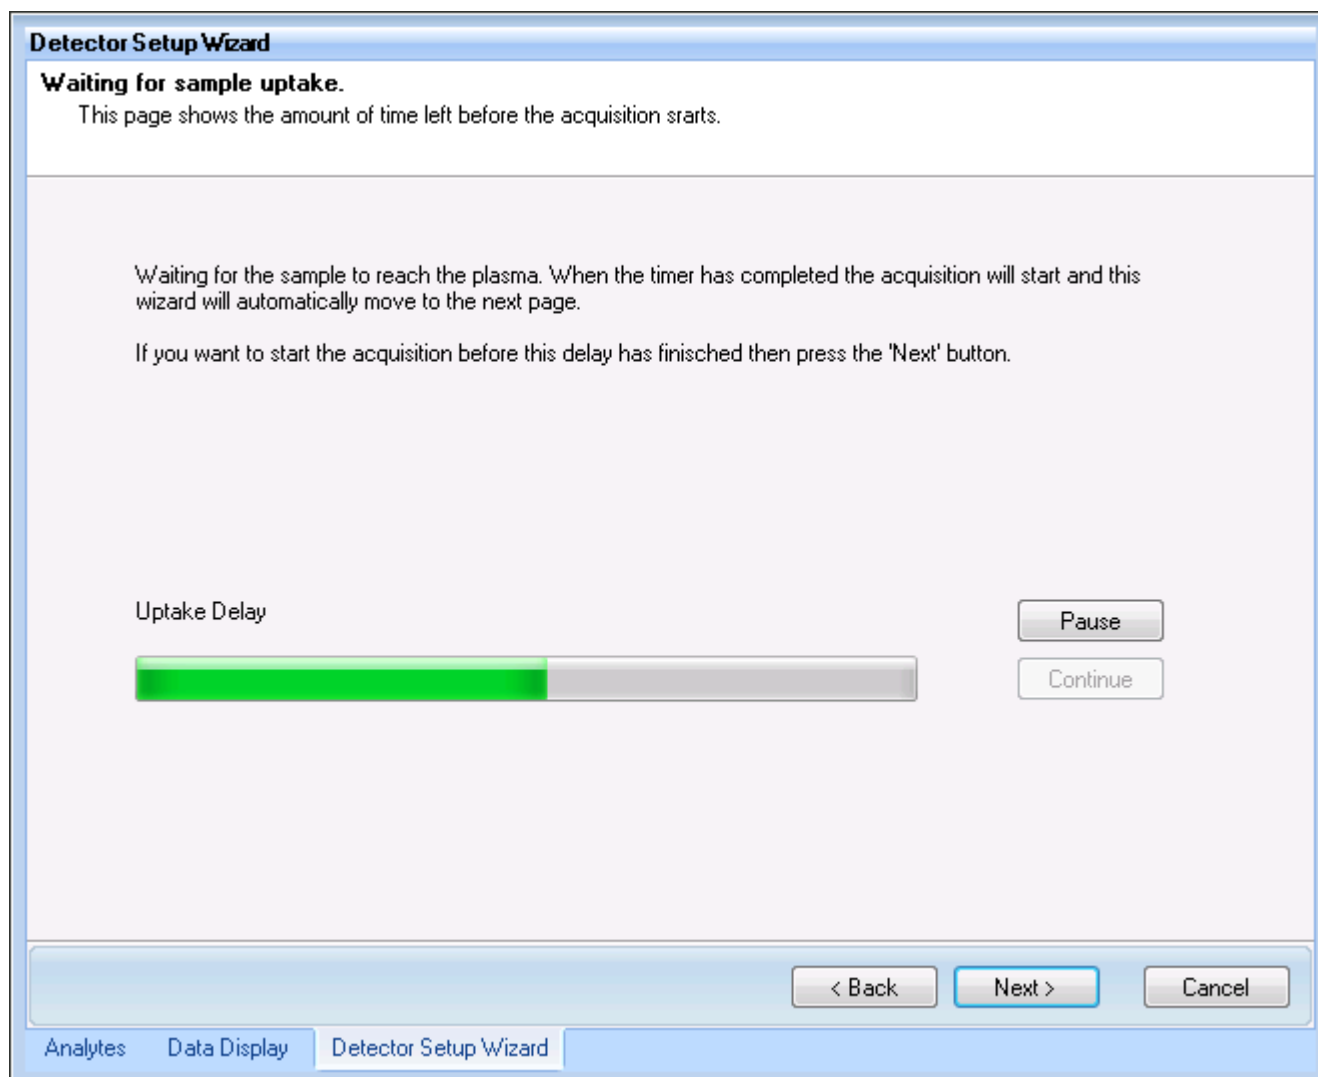 Detector Setup Wizard
Waiting for sample uptake.
This page shows the amount of time left before the acquisition srarts.
Waiting for the sample to reach the plasma. When the timer has completed the acquisition will start and this
wizard will automatically move to the next page.
If you want to start the acquisition before this delay has finisched then press the 'Next' button.
Uptake Delay
Pause
Continue
< Back
Next >
Cancel
Analytes
Data Display
Detector Setup Wizard